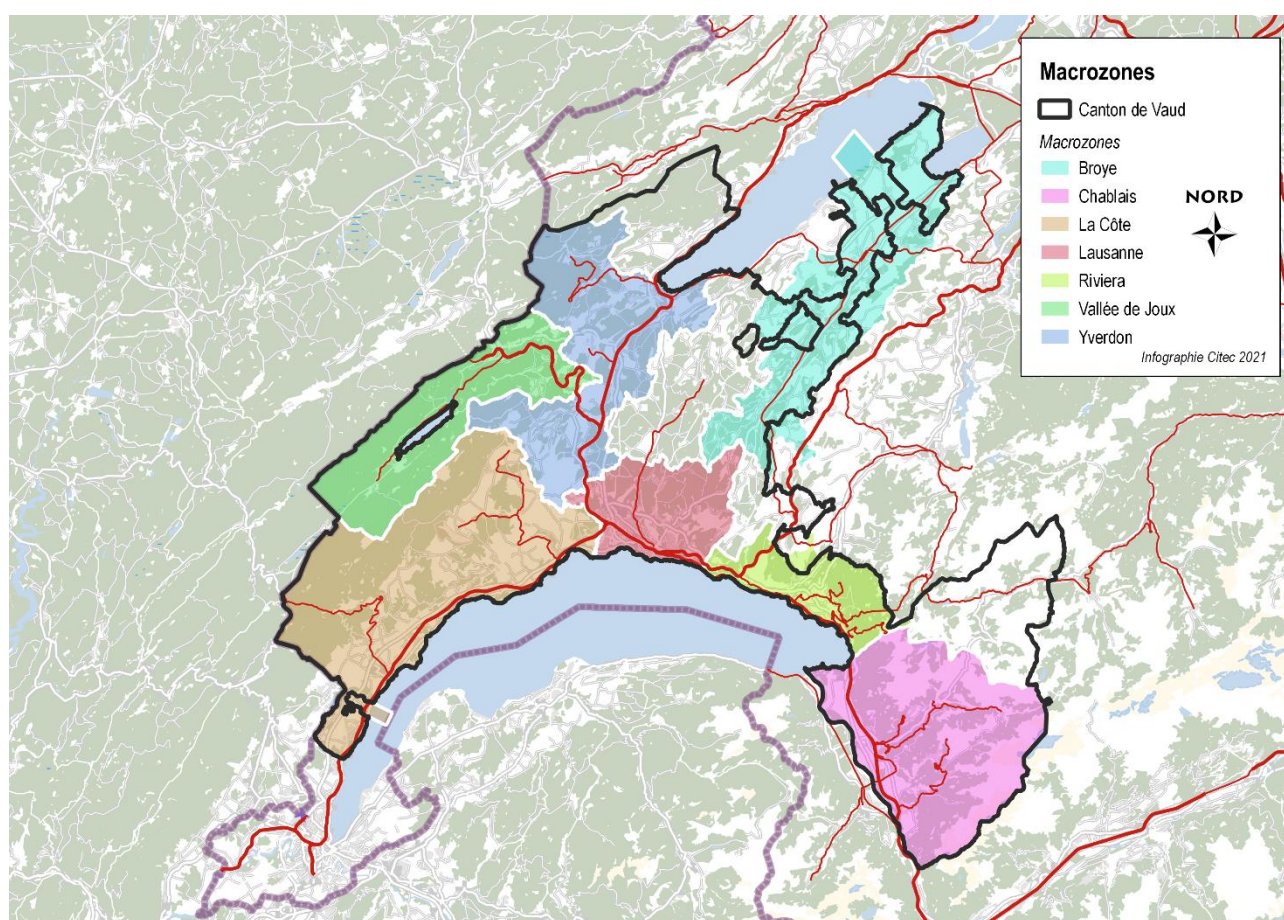 Macrozones
Canton de Vaud
Macrozones
Broye
Chablais
La Côte
Lausanne
Riviera
Vallée de Joux
Yverdon
NORD
Infographie Citec 2021